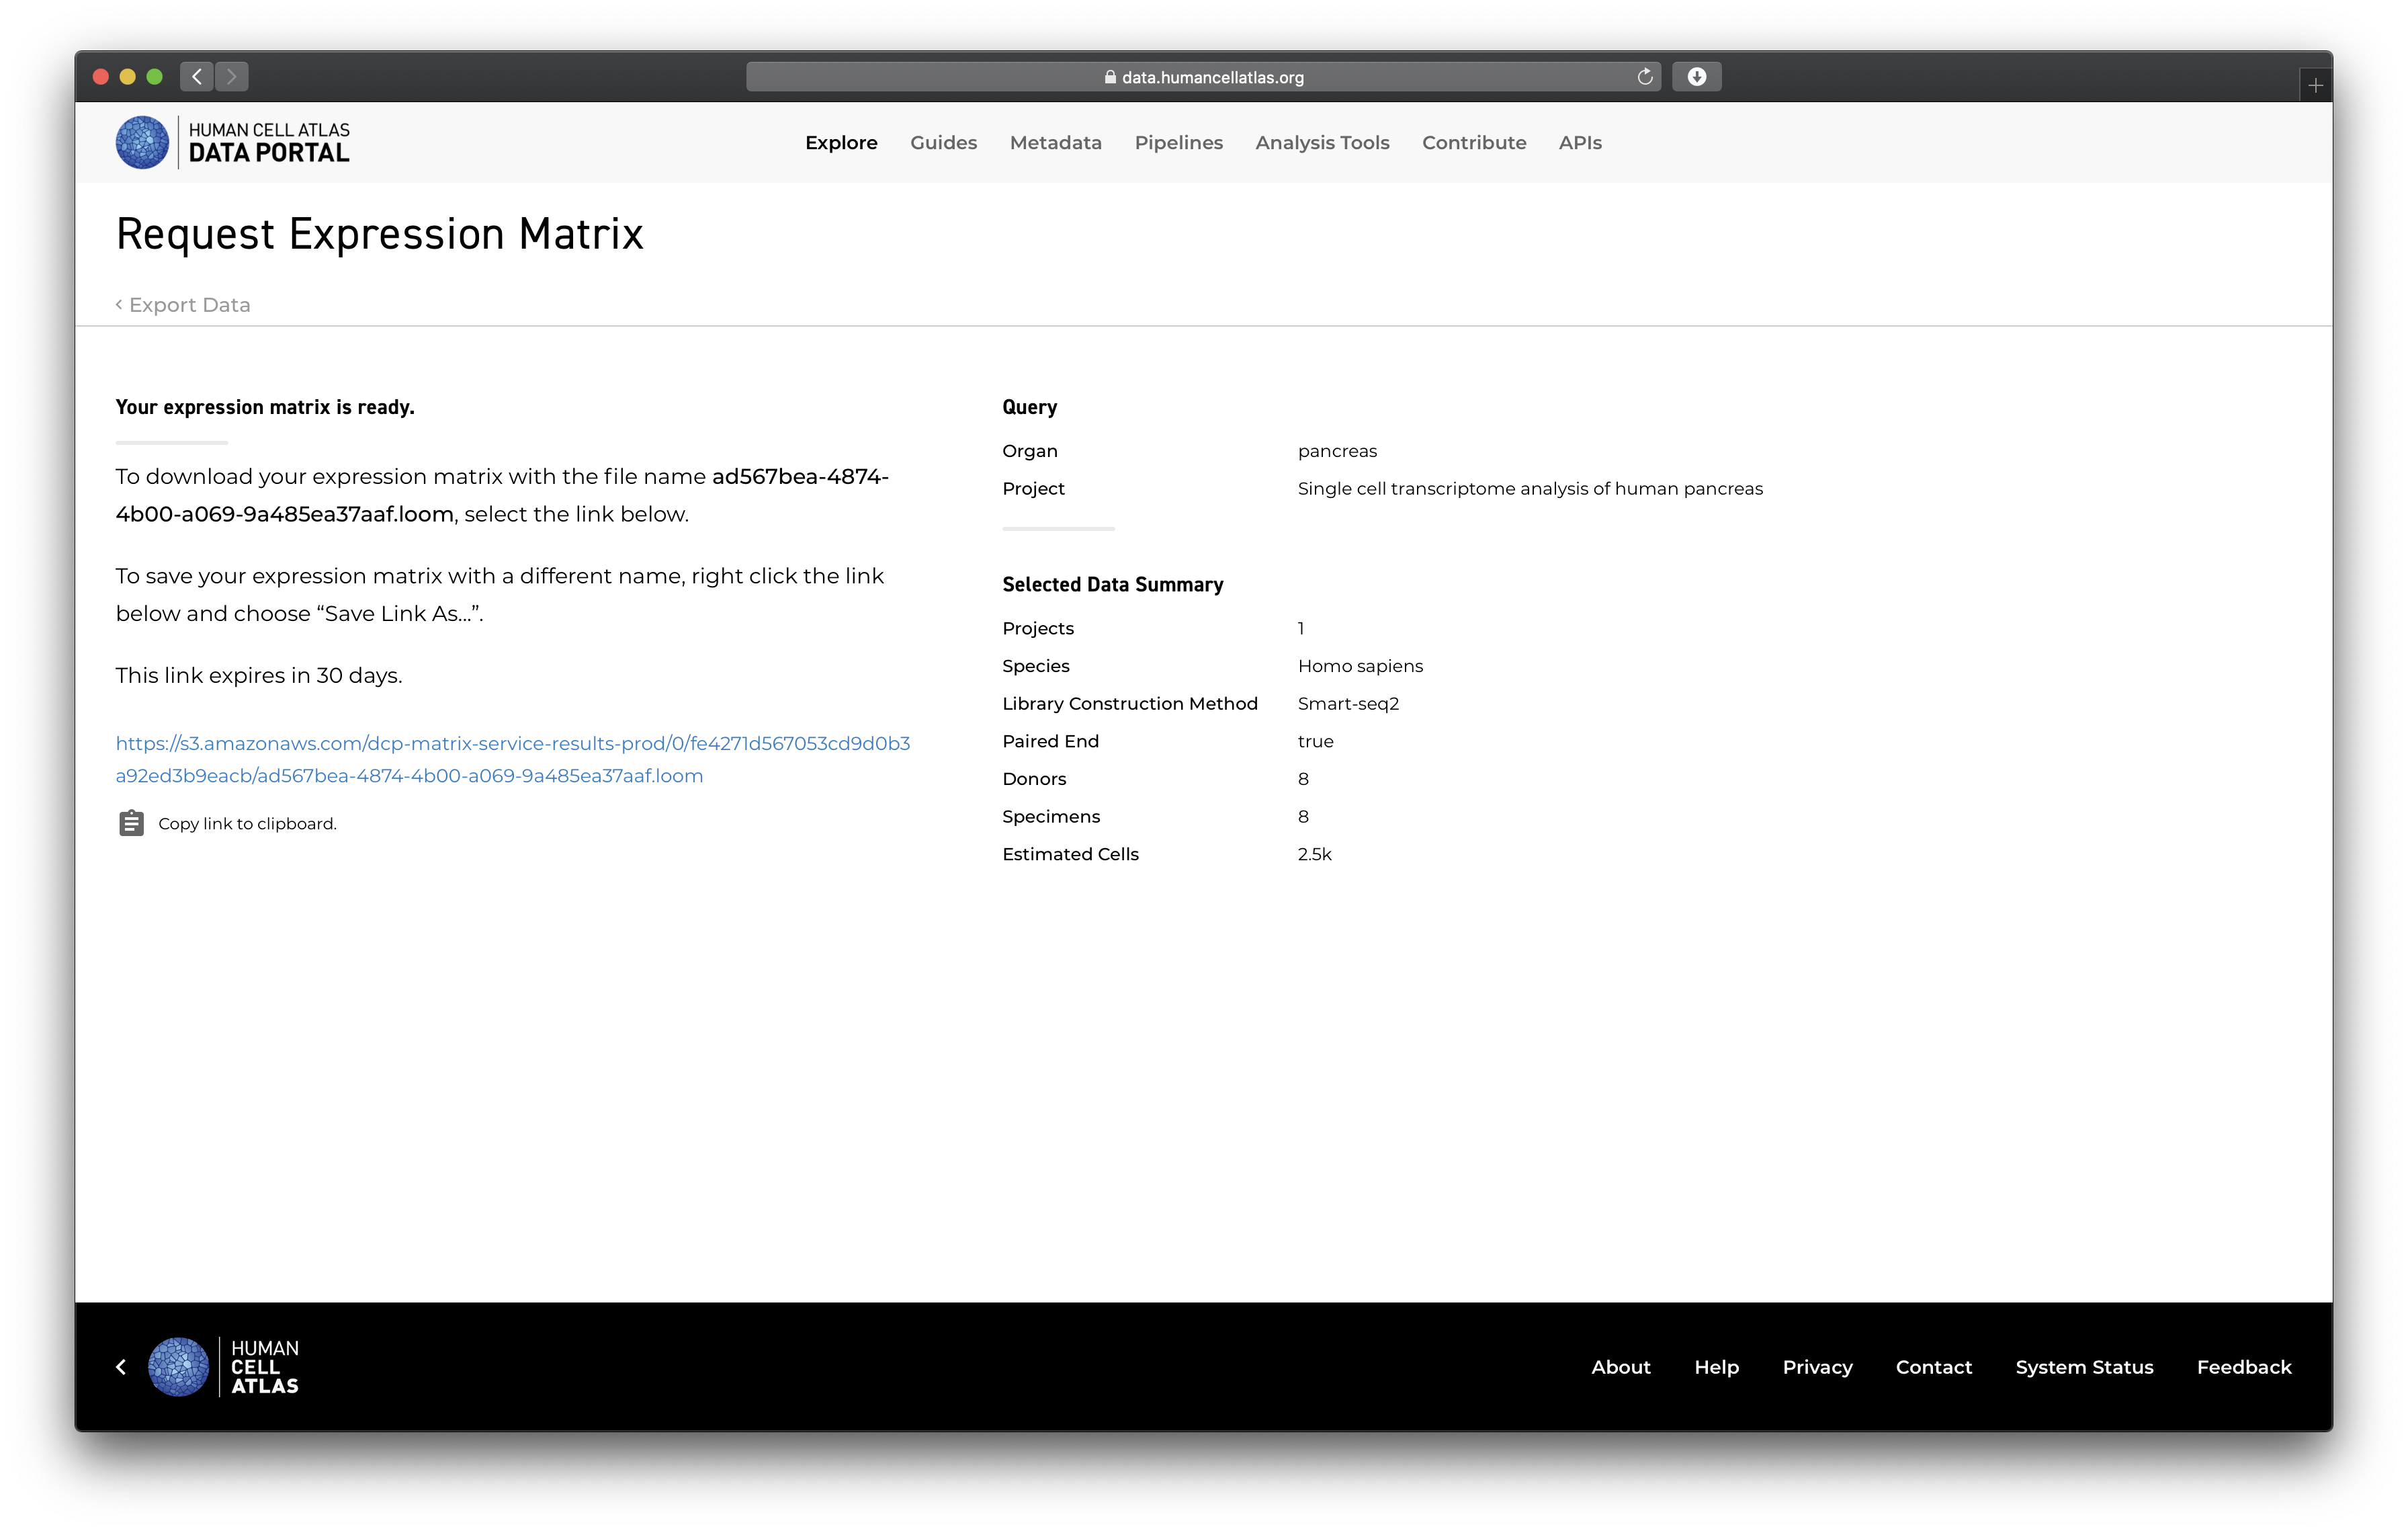 data.humancellatlas.org
HUMAN CELL ATLAS
DATA PORTAL
Explore Guides Metadata Pipelines Analysis Tools Contribute APIs
Request Expression Matrix
‹ Export Data
Your expression matrix is ready.
To download your expression matrix with the file name ad567bea-4874-
4b00-a069-9a485ea37aaf.loom, select the link below.
To save your expression matrix with a different name, right click the link
below and choose “Save Link As...”.
This link expires in 30 days.
https://s3.amazonaws.com/dcp-matrix-service-results-prod/0/fe4271d567053cd9d0b3
a92ed3b9eacb/ad567bea-4874-4b00-a069-9a485ea37aaf.loom
Copy link to clipboard.
Query
Organ pancreas
Project Single cell transcriptome analysis of human pancreas
Selected Data Summary
Projects 1
Species Homo sapiens
Library Construction Method Smart-seq2
Paired End true
Donors 8
Specimens 8
Estimated Cells 2.5k
HUMAN
CELL
ATLAS
About Help Privacy Contact System Status Feedback